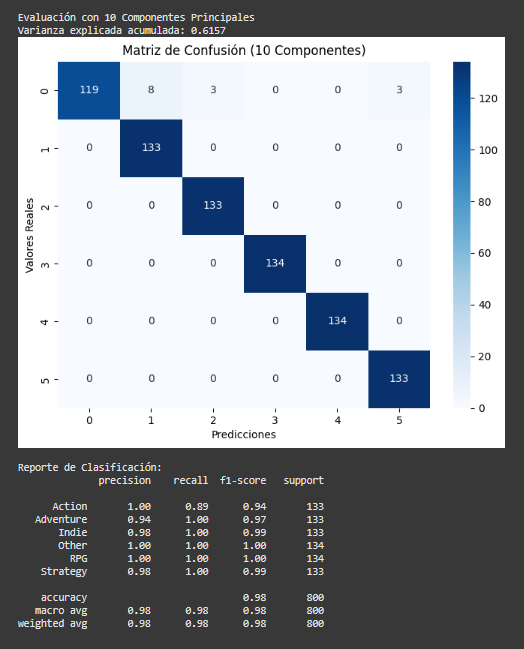 Evaluación con 10 Componentes Principales
Varianza explicada acumulada: 0.6157
Matriz de Confusión (10 Componentes)
0 119 8 3 0 0 3
1 0 133 0 0 0 0
2 0 0 133 0 0 0
3 0 0 0 134 0 0
4 0 0 0 0 134 0
5 0 0 0 0 0 133
0 1 2 3 4 5
Valores Reales
Predicciones
120
100
80
60
40
20
0
Reporte de Clasificación:
precision recall f1-score support
Action 1.00 0.89 0.94 133
Adventure 0.94 1.00 0.97 133
Indie 0.98 1.00 0.99 133
Other 1.00 1.00 1.00 134
RPG 1.00 1.00 1.00 134
Strategy 0.98 1.00 0.99 133
accuracy 0.98 800
macro avg 0.98 0.98 0.98 800
weighted avg 0.98 0.98 0.98 800